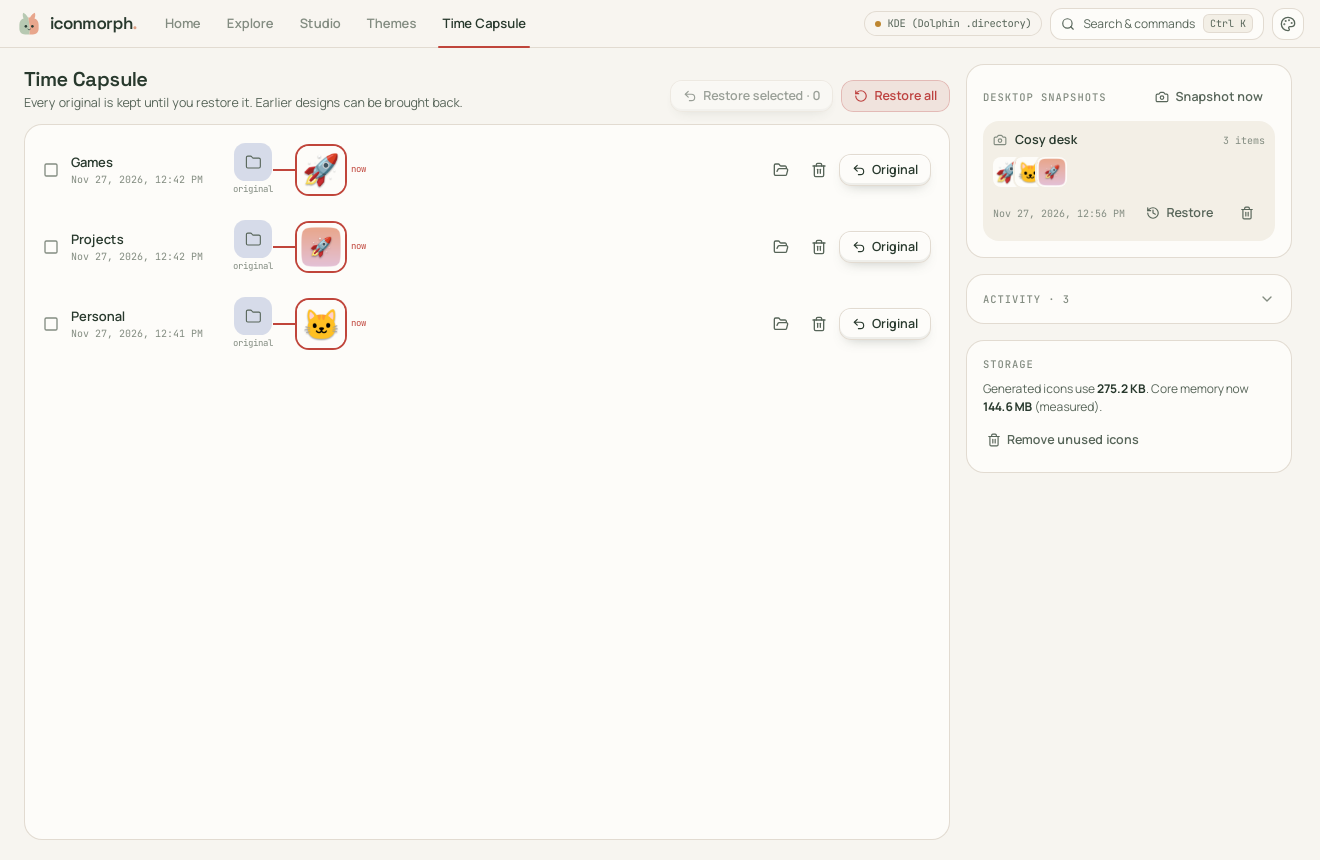 iconmorph.
Home
Explore
Studio
Themes
Time Capsule
KDE (Dolphin .directory)
Search & commands
Ctrl K
Time Capsule
Every original is kept until you restore it. Earlier designs can be brought back.
Restore selected · 0
Restore all
Games
Nov 27, 2026, 12:42 PM
original
now
Original
Projects
Nov 27, 2026, 12:42 PM
original
now
Original
Personal
Nov 27, 2026, 12:41 PM
original
now
Original
DESKTOP SNAPSHOTS
Snapshot now
Cosy desk
3 items
Nov 27, 2026, 12:56 PM
Restore
ACTIVITY · 3
STORAGE
Generated icons use 275.2 KB. Core memory now
144.6 MB (measured).
Remove unused icons